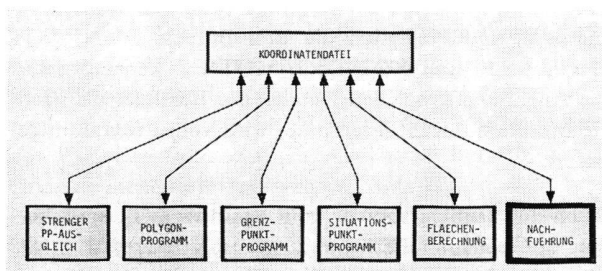 KOORDINATENDATEI
STRENGER
PP-AUS-
GLEICH
POLYGON-
PROGRAMM
GRENZ-
PUNKT-
PROGRAMM
SITUATIONS-
PUNKT-
PROGRAMM
FLAECHEN-
BERECHNUNG
NACH-
FUEHRUNG